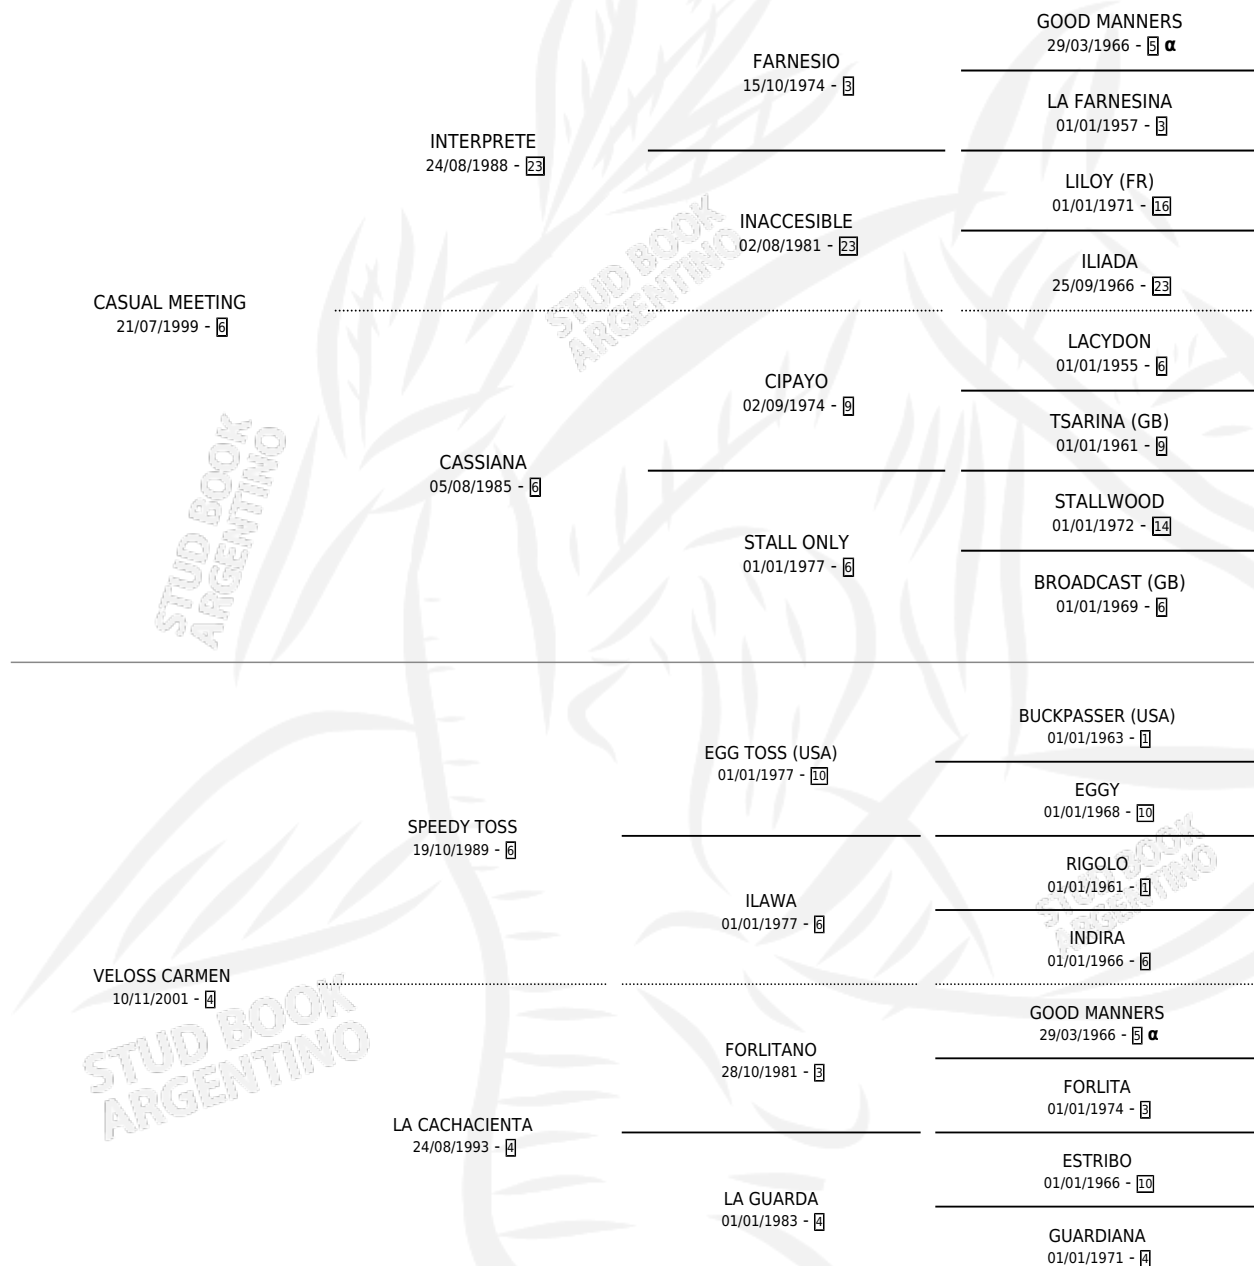 GOOD MANNERS
29/03/1966 - 5 α
FARNESIO
15/10/1974 - 3
LA FARNESINA
01/01/1957 - 3
INTERPRETE
24/08/1988 - 23
LILOY (FR)
01/01/1971 - 16
INACCESIBLE
02/08/1981 - 23
ILIADA
25/09/1966 - 23
CASUAL MEETING
21/07/1999 - 6
LACYDON
01/01/1955 - 6
CIPAYO
02/09/1974 - 9
TSARINA (GB)
01/01/1961 - 9
CASSIANA
05/08/1985 - 6
STALLWOOD
01/01/1972 - 14
STALL ONLY
01/01/1977 - 6
BROADCAST (GB)
01/01/1969 - 6
BUCKPASSER (USA)
01/01/1963 - 1
EGG TOSS (USA)
01/01/1977 - 10
EGGY
01/01/1968 - 10
SPEEDY TOSS
19/10/1989 - 6
RIGOLO
01/01/1961 - 1
ILAWA
01/01/1977 - 6
INDIRA
01/01/1966 - 6
VELOSS CARMEN
10/11/2001 - 4
GOOD MANNERS
29/03/1966 - 5 α
FORLITANO
28/10/1981 - 3
FORLITA
01/01/1974 - 3
LA CACHACIENTA
24/08/1993 - 4
ESTRIBO
01/01/1966 - 10
LA GUARDA
01/01/1983 - 4
GUARDIANA
01/01/1971 - 4
STUD BOOK
ARGENTINO
STUD BOOK
ARGENTINO
STUD BOOK
ARGENTINO
STUD BOOK
ARGENTINO